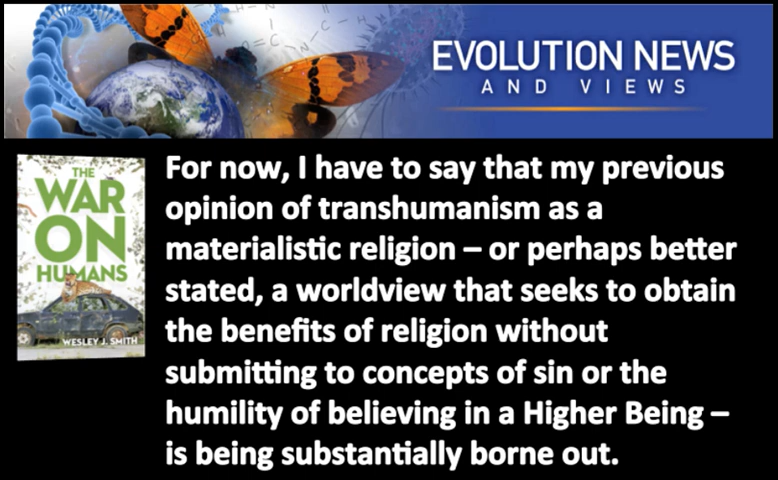 EVOLUTION NEWS
AND VIEWS
THE
WAR
ON
HUMANS
WESLEY J. SMITH
For now, I have to say that my previous
opinion of transhumanism as a
materialistic religion – or perhaps better
stated, a worldview that seeks to obtain
the benefits of religion without
submitting to concepts of sin or the
humility of believing in a Higher Being –
is being substantially borne out.